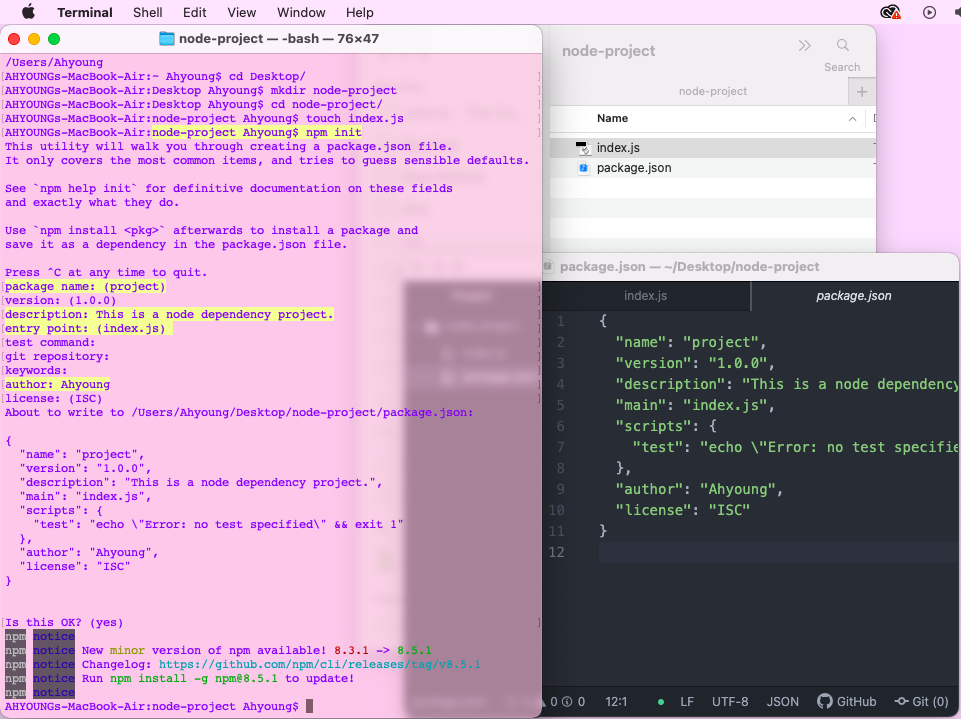 Terminal Shell Edit View Window Help
node-project — -bash — 76×47
/Users/Ahyoung
AHYOUNGs-MacBook-Air:~ Ahyoung$ cd Desktop/
AHYOUNGs-MacBook-Air:Desktop Ahyoung$ mkdir node-project
AHYOUNGs-MacBook-Air:Desktop Ahyoung$ cd node-project/
AHYOUNGs-MacBook-Air:node-project Ahyoung$ touch index.js
AHYOUNGs-MacBook-Air:node-project Ahyoung$ npm init
This utility will walk you through creating a package.json file.
It only covers the most common items, and tries to guess sensible defaults.
See `npm help init` for definitive documentation on these fields
and exactly what they do.
Use `npm install <pkg>` afterwards to install a package and
save it as a dependency in the package.json file.
Press ^C at any time to quit.
package name: (project)
version: (1.0.0)
description: This is a node dependency project.
entry point: (index.js)
test command:
git repository:
keywords:
author: Ahyoung
license: (ISC)
About to write to /Users/Ahyoung/Desktop/node-project/package.json:
{
"name": "project",
"version": "1.0.0",
"description": "This is a node dependency project.",
"main": "index.js",
"scripts": {
"test": "echo \"Error: no test specified\" && exit 1"
},
"author": "Ahyoung",
"license": "ISC"
}
Is this OK? (yes)
npm notice
npm notice New minor version of npm available! 8.3.1 -> 8.5.1
npm notice Changelog: https://github.com/npm/cli/releases/tag/v8.5.1
npm notice Run npm install -g npm@8.5.1 to update!
npm notice
AHYOUNGs-MacBook-Air:node-project Ahyoung$
node-project
Search
node-project
Name
index.js
package.json
package.json — ~/Desktop/node-project
index.js package.json
1 {
2 "name": "project",
3 "version": "1.0.0",
4 "description": "This is a node dependency
5 "main": "index.js",
6 "scripts": {
7 "test": "echo \"Error: no test specifie
8 },
9 "author": "Ahyoung",
10 "license": "ISC"
11 }
12
0 0 12:1 LF UTF-8 JSON GitHub Git (0)